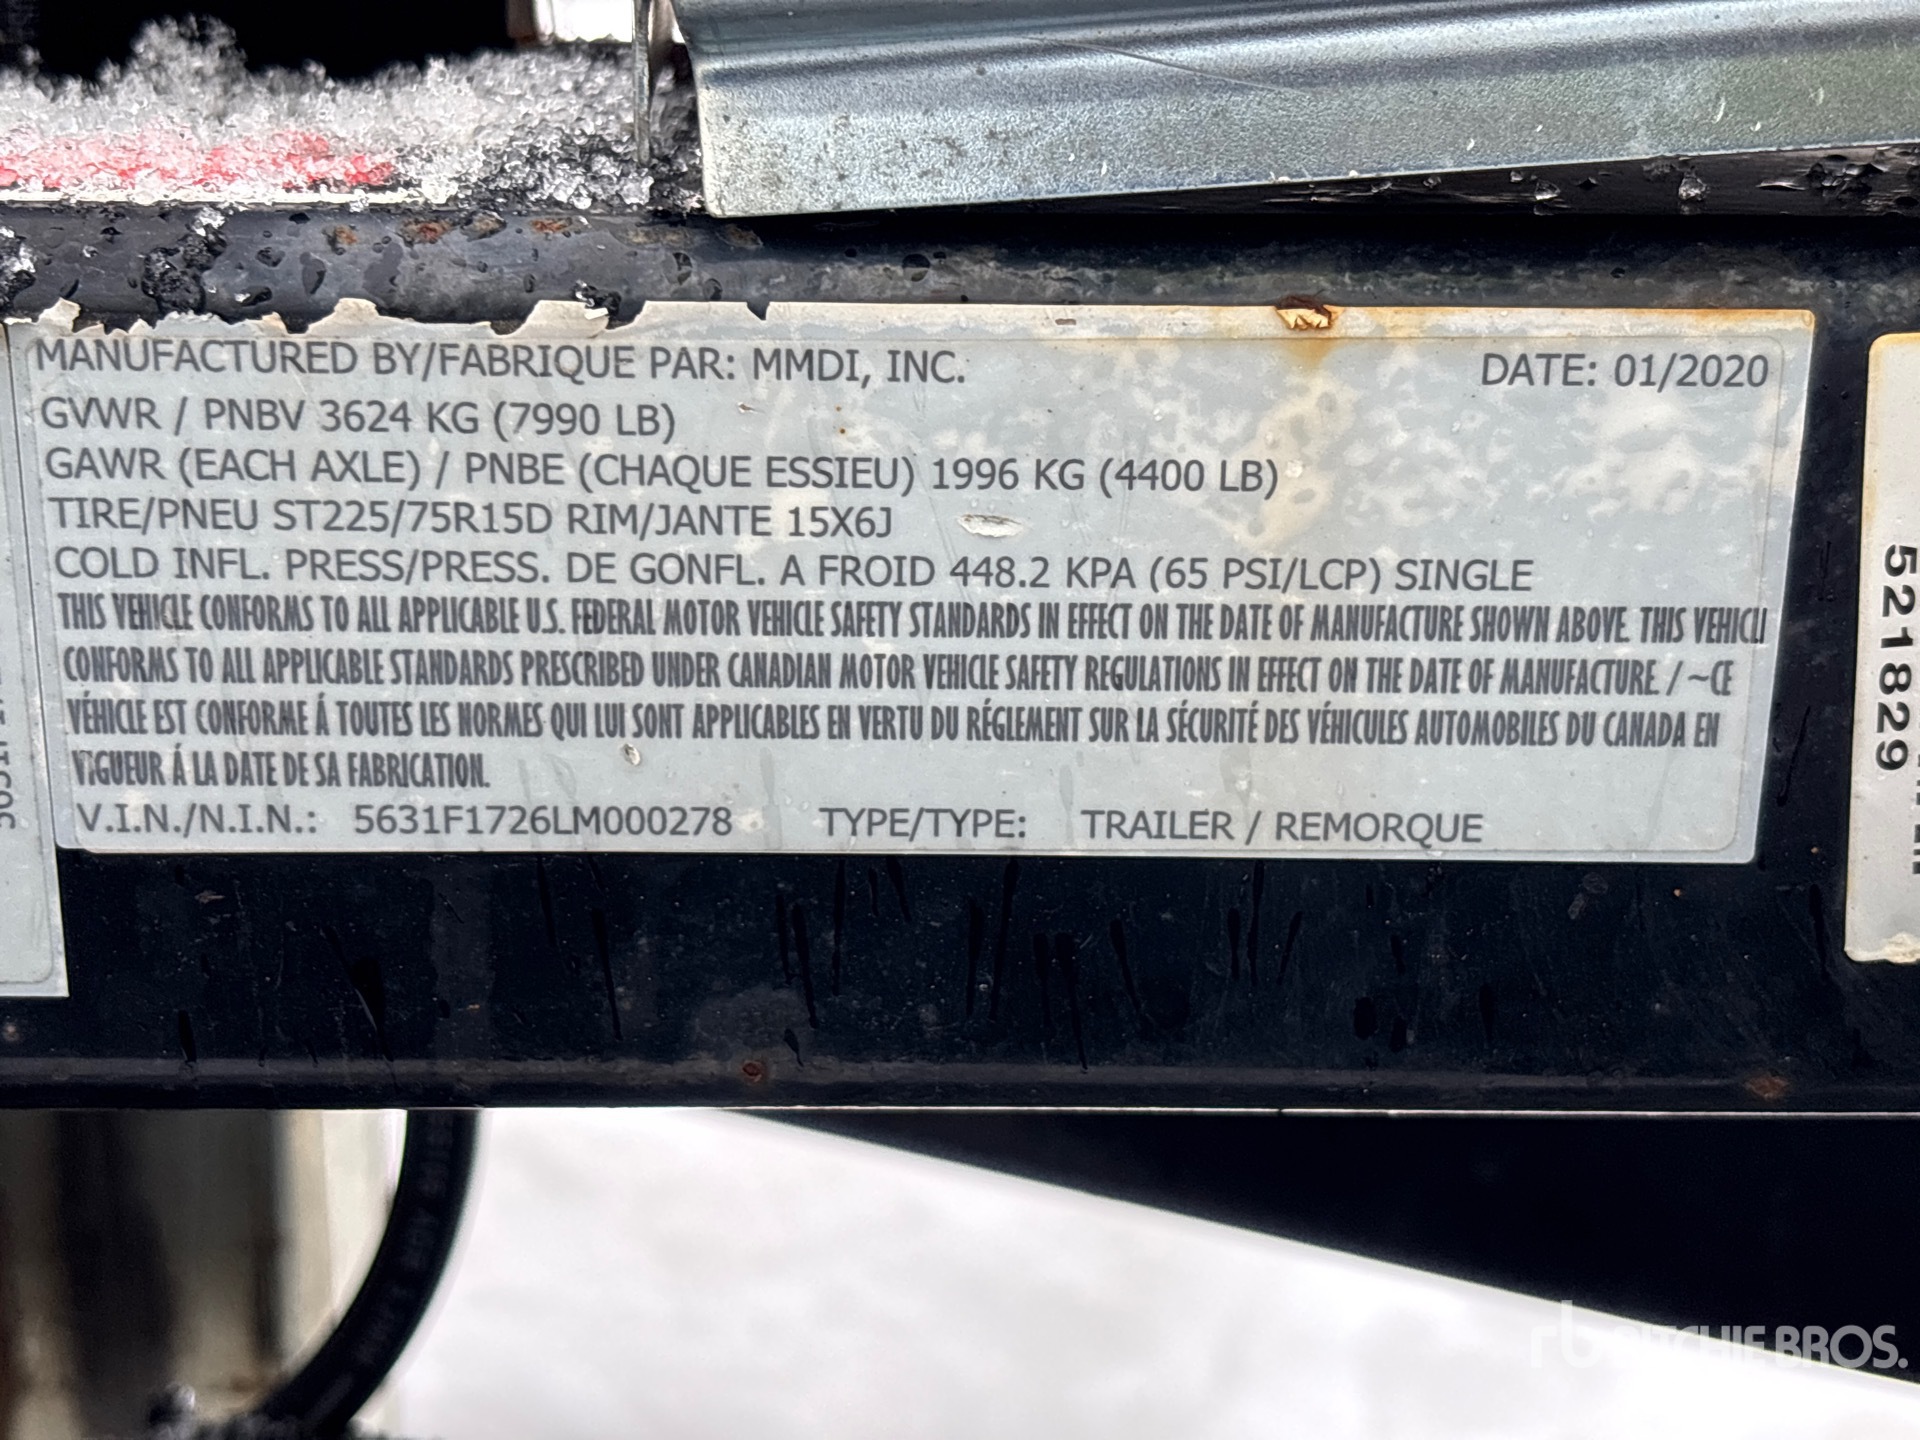 MANUFACTURED BY/FABRIQUE PAR: MMDI, INC. DATE: 01/2020
GVWR / PNBV 3624 KG (7990 LB)
GAWR (EACH AXLE) / PNBE (CHAQUE ESSIEU) 1996 KG (4400 LB)
TIRE/PNEU ST225/75R15D RIM/JANTE 15X6J
COLD INFL. PRESS/PRESS. DE GONFL. A FROID 448.2 KPA (65 PSI/LCP) SINGLE
THIS VEHICLE CONFORMS TO ALL APPLICABLE U.S. FEDERAL MOTOR VEHICLE SAFETY STANDARDS IN EFFECT ON THE DATE OF MANUFACTURE SHOWN ABOVE. THIS VEHICL
CONFORMS TO ALL APPLICABLE STANDARDS PRESCRIBED UNDER CANADIAN MOTOR VEHICLE SAFETY REGULATIONS IN EFFECT ON THE DATE OF MANUFACTURE. / ~CE
VÉHICLE EST CONFORME Á TOUTES LES NORMES QUI LUI SONT APPLICABLES EN VERTU DU RÉGLEMENT SUR LA SÉCURITÉ DES VÉHICULES AUTOMOBILES DU CANADA EN
VIGUEUR Á LA DATE DE SA FABRICATION.
V.I.N./N.I.N.: 5631F1726LM000278 TYPE/TYPE: TRAILER / REMORQUE
521829
rb RITCHIE BROS.